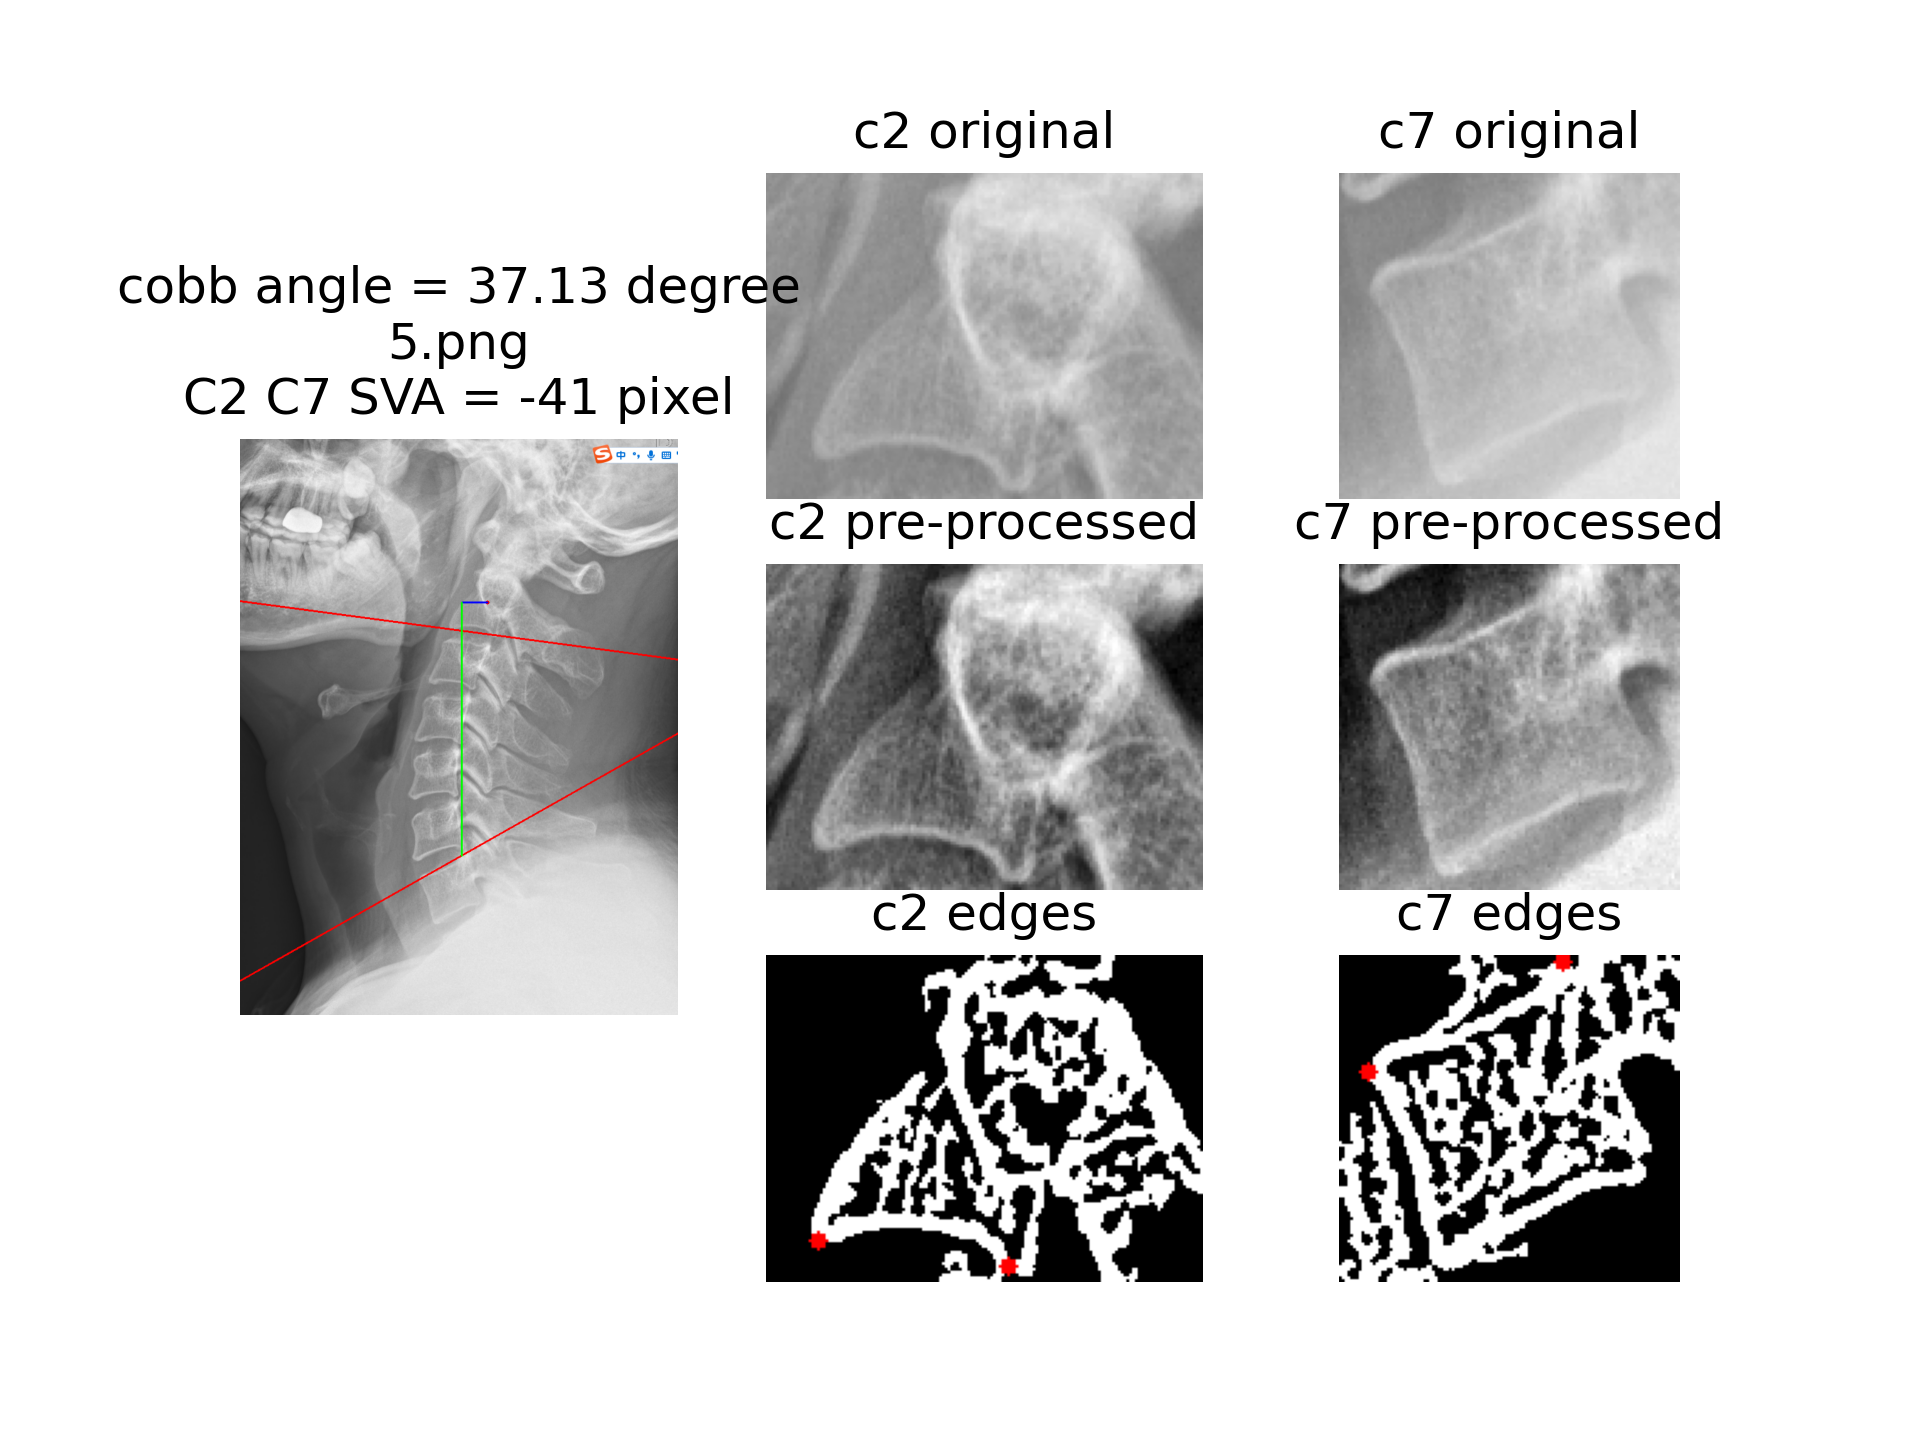 cobb angle = 37.13 degree
5.png
C2 C7 SVA = -41 pixel
S 中
c2 original
c7 original
c2 pre-processed
c7 pre-processed
c2 edges
c7 edges